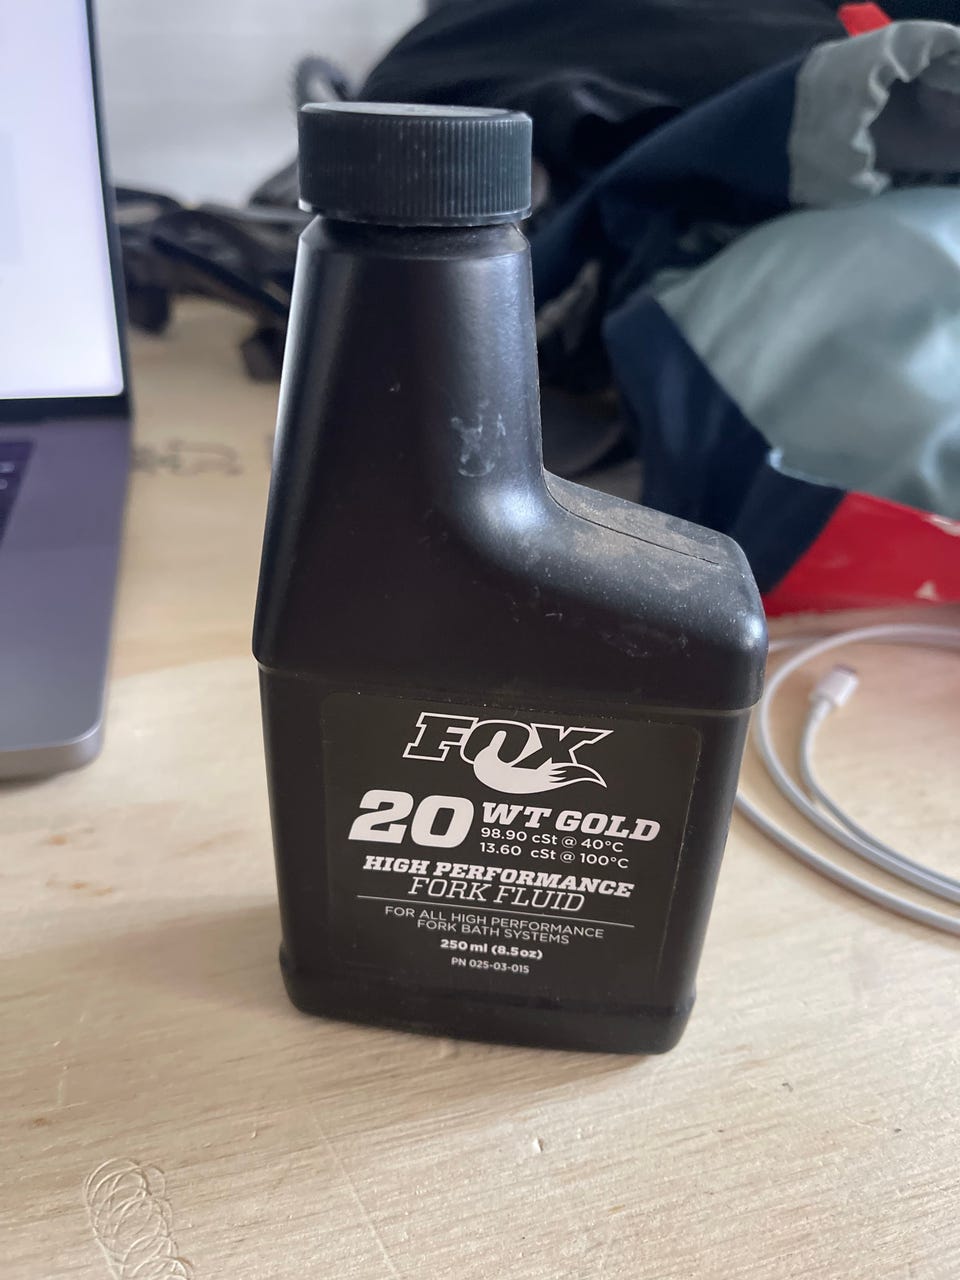 FOX
20 WT GOLD
98.90 cSt @ 40°C
13.60 cSt @ 100°C
HIGH PERFORMANCE
FORK FLUID
FOR ALL HIGH PERFORMANCE
FORK BATH SYSTEMS
250 ml (8.5 oz)
PN 025-03-015